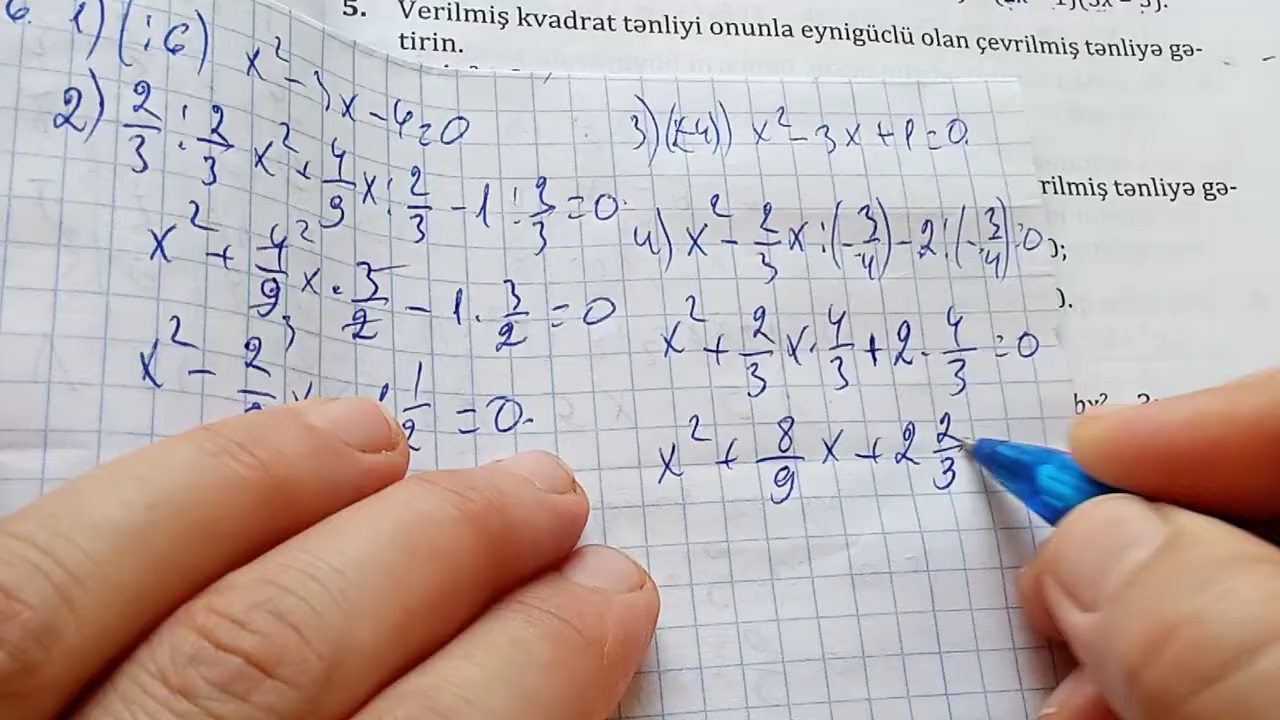 5. Verilmiş kvadrat tənliyi onunla eynigüclü olan çevrilmiş tənliyə gə-
tirin.
rilmiş tənliyə gə-
);
).
6. 1) (:6) x² - 3x - 4 = 0
2) 2/3 : 2/3 x² + 4/9 x : 2/3 - 1 : 2/3 = 0
x² + 4/9 x · 3/2 - 1 · 3/2 = 0
x² - 2/3 x 1/2 = 0.
3) (:(-4)) x² - 3x + 1 = 0.
4) x² - 2/3 x : (-3/4) - 2 : (-3/4) = 0
x² + 2/3 x · 4/3 + 2 · 4/3 = 0
x² + 8/9 x + 2 2/3